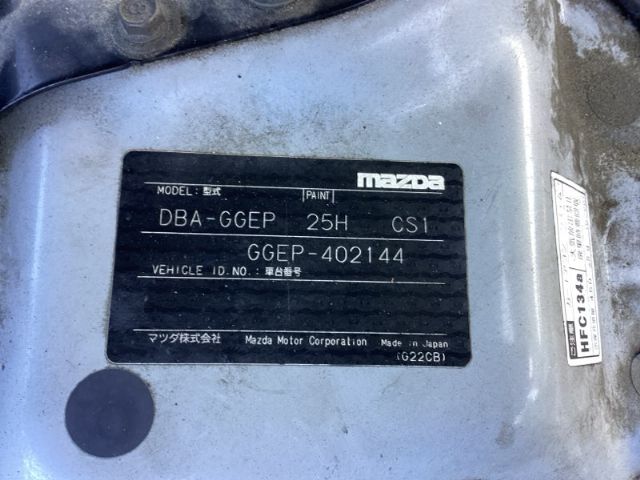 mazda
MODEL: 型式 PAINT
DBA-GGEP 25H CS1
GGEP-402144
VEHICLE ID.NO.: 車台番号
マツダ株式会社 Mazda Motor Corporation Made in Japan
(G22CB)
HFC134a